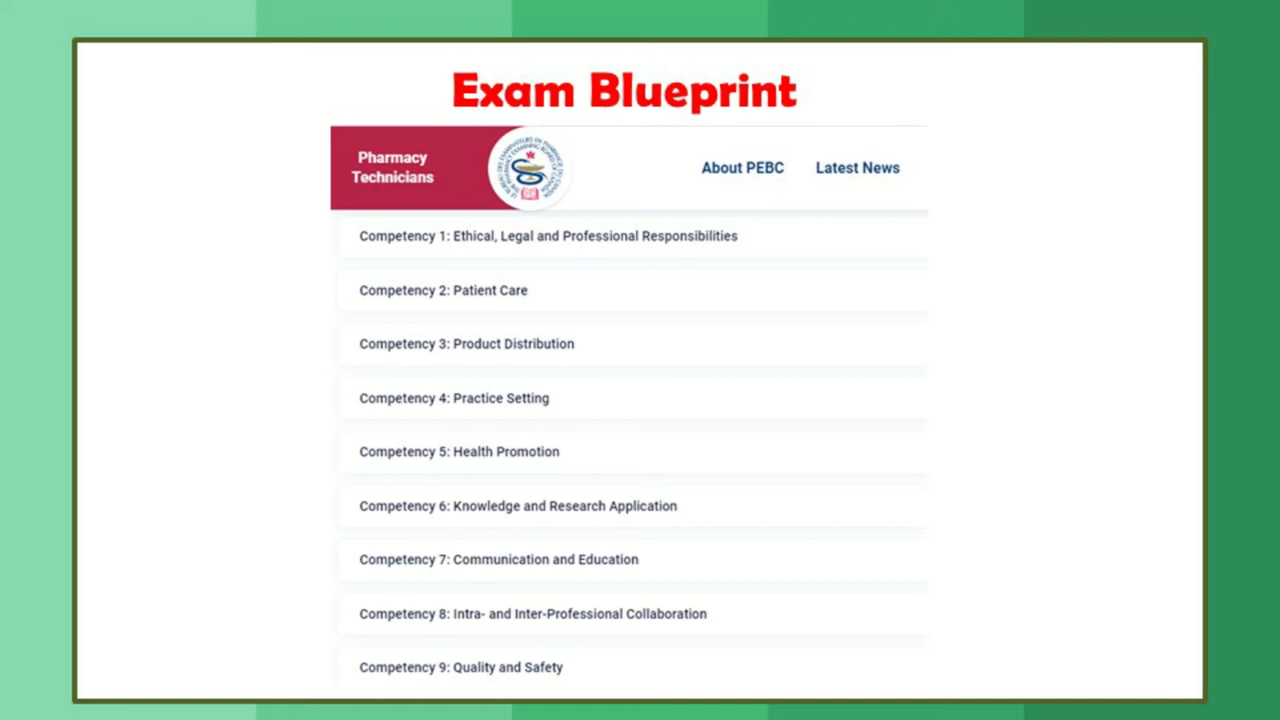 Exam Blueprint
Pharmacy
Technicians
About PEBC
Latest News
Competency 1: Ethical, Legal and Professional Responsibilities
Competency 2: Patient Care
Competency 3: Product Distribution
Competency 4: Practice Setting
Competency 5: Health Promotion
Competency 6: Knowledge and Research Application
Competency 7: Communication and Education
Competency 8: Intra- and Inter-Professional Collaboration
Competency 9: Quality and Safety